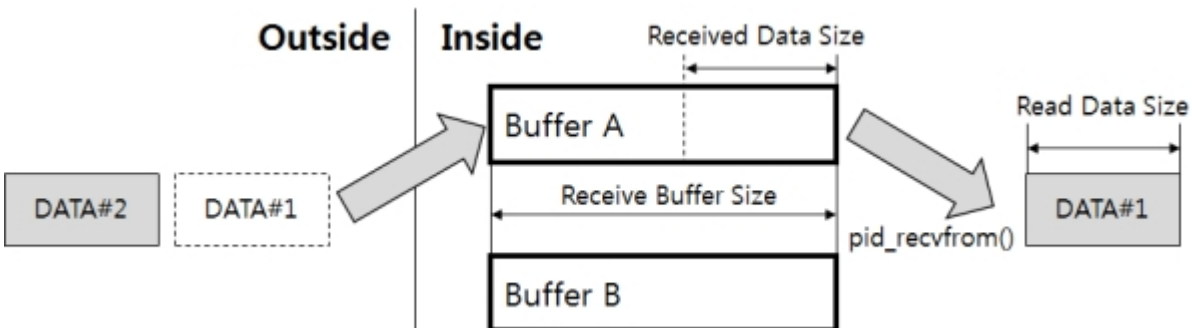 Outside
Inside
Received Data Size
Buffer A
Read Data Size
DATA#2
DATA#1
Receive Buffer Size
DATA#1
pid_recvfrom()
Buffer B